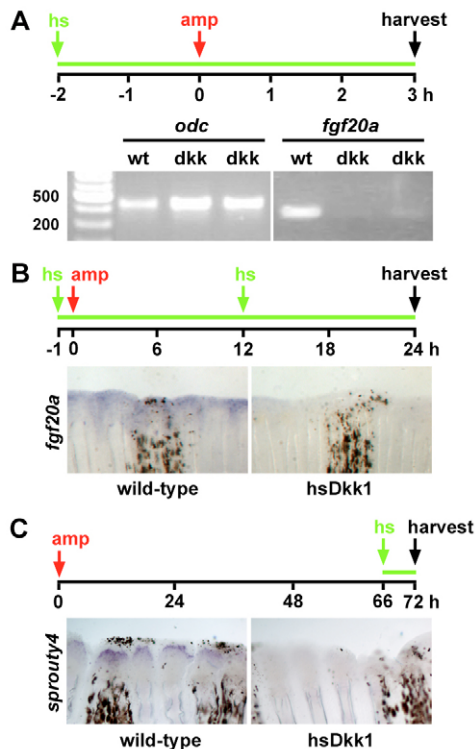 A
hs amp harvest
-2 -1 0 1 2 3 h
odc fgf20a
wt dkk dkk wt dkk dkk
500
200
B
hs amp hs harvest
-1 0 6 12 18 24 h
fgf20a
wild-type hsDkk1
C
amp hs harvest
0 24 48 66 72 h
sprouty4
wild-type hsDkk1